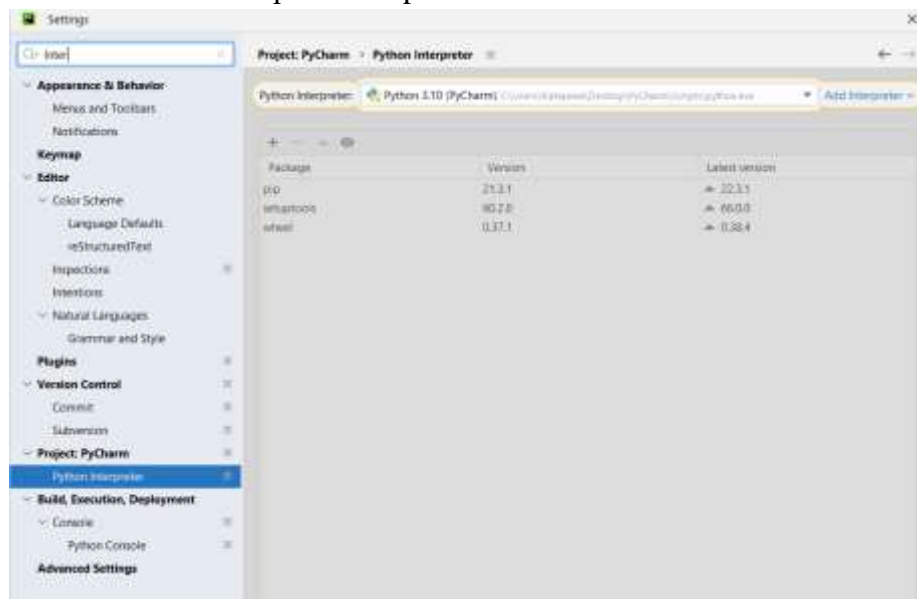 Settings
Inter
Project: PyCharm › Python Interpreter
Appearance & Behavior
Menus and Toolbars
Notifications
Keymap
Editor
Color Scheme
Language Defaults
reStructuredText
Inspections
Intentions
Natural Languages
Grammar and Style
Plugins
Version Control
Commit
Subversion
Project: PyCharm
Python Interpreter
Build, Execution, Deployment
Console
Python Console
Advanced Settings
Python Interpreter: Python 3.10 (PyCharm) Add Interpreter
Package Version Latest version
pip 21.3.1 22.3.1
setuptools 60.2.0 66.0.0
wheel 0.37.1 0.38.4